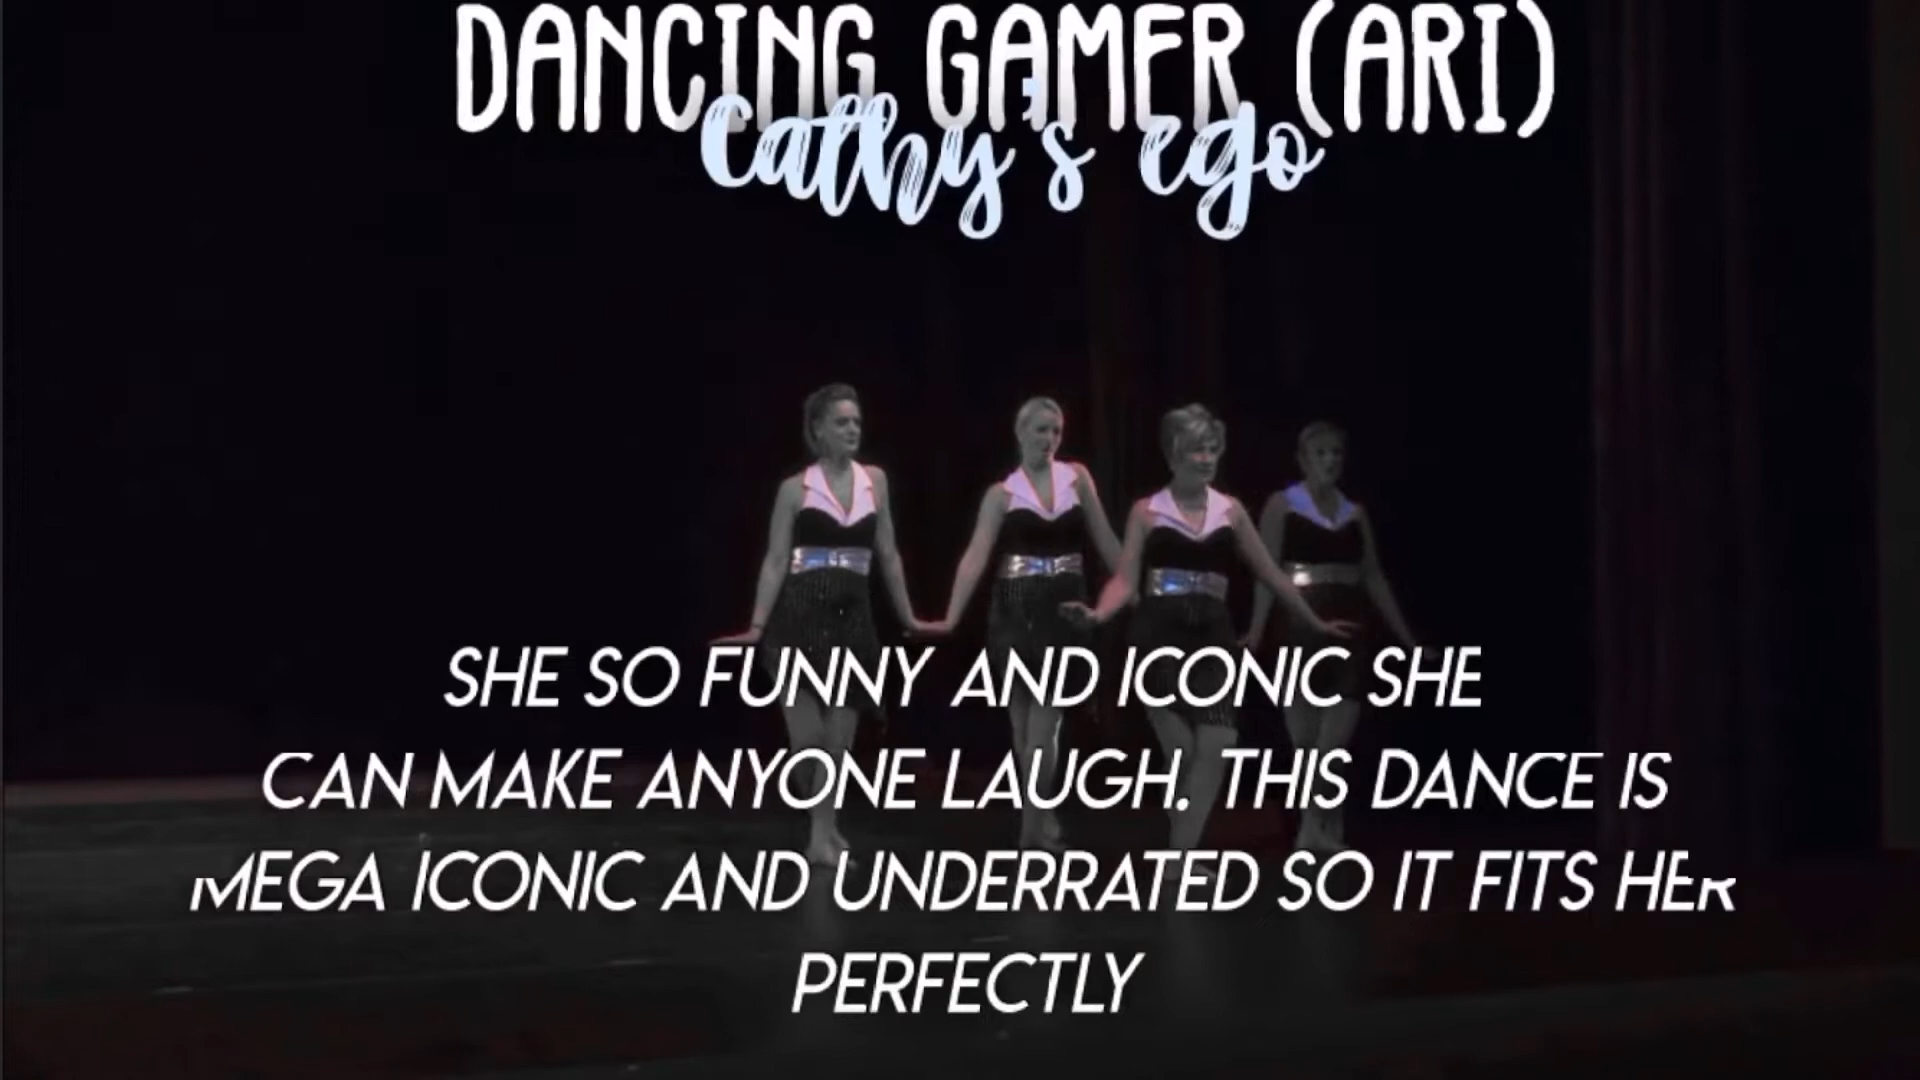 DANCING GAMER (ARI)
Cathy's ego
SHE SO FUNNY AND ICONIC SHE
CAN MAKE ANYONE LAUGH. THIS DANCE IS
MEGA ICONIC AND UNDERRATED SO IT FITS HER
PERFECTLY